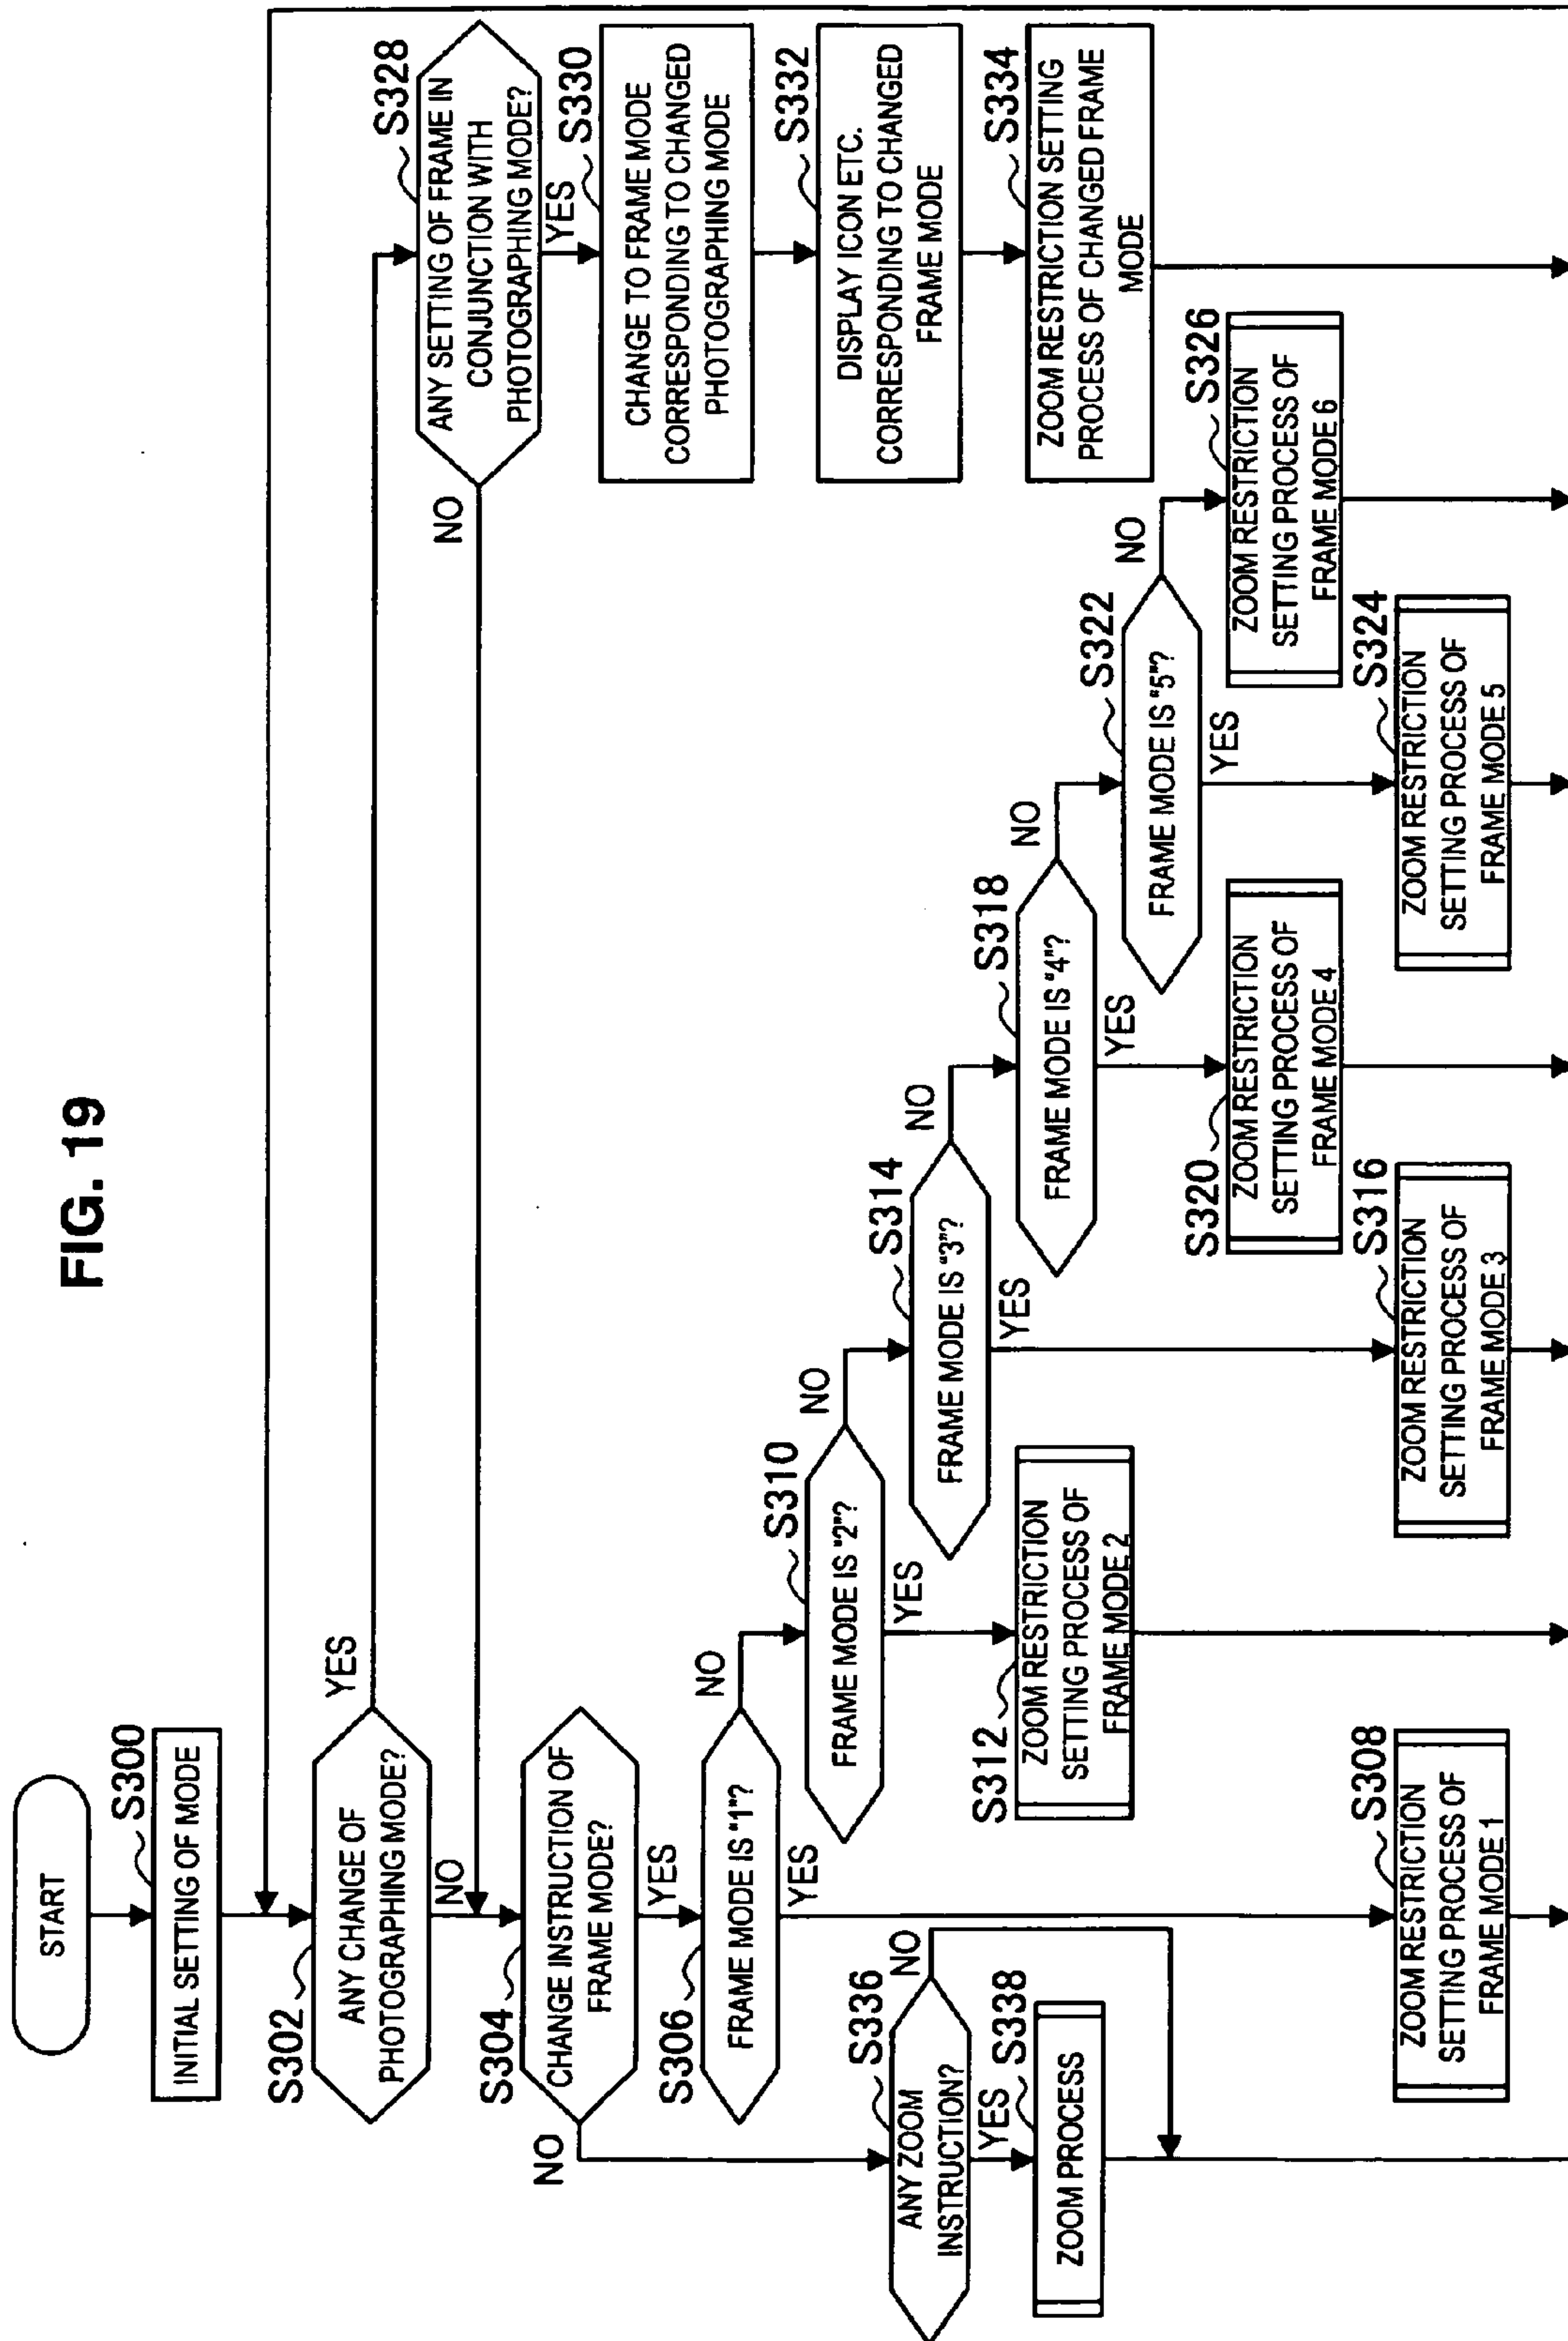 FIG. 19
START
S300
INITIAL SETTING OF MODE
S302
ANY CHANGE OF
PHOTOGRAPHING MODE?
YES
NO
S304
CHANGE INSTRUCTION OF
FRAME MODE?
NO
YES
S306
FRAME MODE IS "1"?
NO
YES
S336
ANY ZOOM
INSTRUCTION?
NO
YES
S338
ZOOM PROCESS
S308
ZOOM RESTRICTION
SETTING PROCESS OF
FRAME MODE 1
S310
FRAME MODE IS "2"?
NO
YES
S312
ZOOM RESTRICTION
SETTING PROCESS OF
FRAME MODE 2
S314
FRAME MODE IS "3"?
NO
YES
S316
ZOOM RESTRICTION
SETTING PROCESS OF
FRAME MODE 3
S318
FRAME MODE IS "4"?
NO
YES
S320
ZOOM RESTRICTION
SETTING PROCESS OF
FRAME MODE 4
S322
FRAME MODE IS "5"?
NO
YES
S324
ZOOM RESTRICTION
SETTING PROCESS OF
FRAME MODE 5
S326
ZOOM RESTRICTION
SETTING PROCESS OF
FRAME MODE 6
S328
ANY SETTING OF FRAME IN
CONJUNCTION WITH
PHOTOGRAPHING MODE?
NO
YES
S330
CHANGE TO FRAME MODE
CORRESPONDING TO CHANGED
PHOTOGRAPHING MODE
S332
DISPLAY ICON ETC.
CORRESPONDING TO CHANGED
FRAME MODE
S334
ZOOM RESTRICTION SETTING
PROCESS OF CHANGED FRAME
MODE